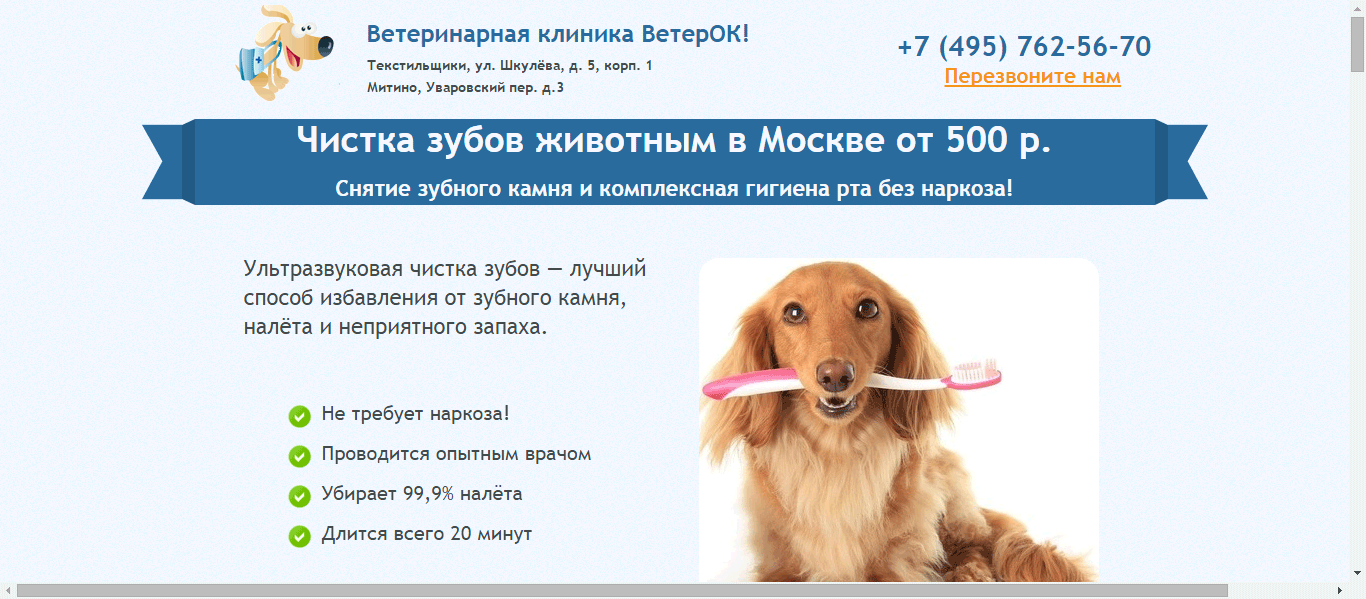 Ветеринарная клиника ВетерОК!
Текстильщики, ул. Шкулёва, д. 5, корп. 1
Митино, Уваровский пер. д.3
+7 (495) 762-56-70
Перезвоните нам
Чистка зубов животным в Москве от 500 р.
Снятие зубного камня и комплексная гигиена рта без наркоза!
Ультразвуковая чистка зубов — лучший
способ избавления от зубного камня,
налёта и неприятного запаха.
Не требует наркоза!
Проводится опытным врачом
Убирает 99,9% налёта
Длится всего 20 минут